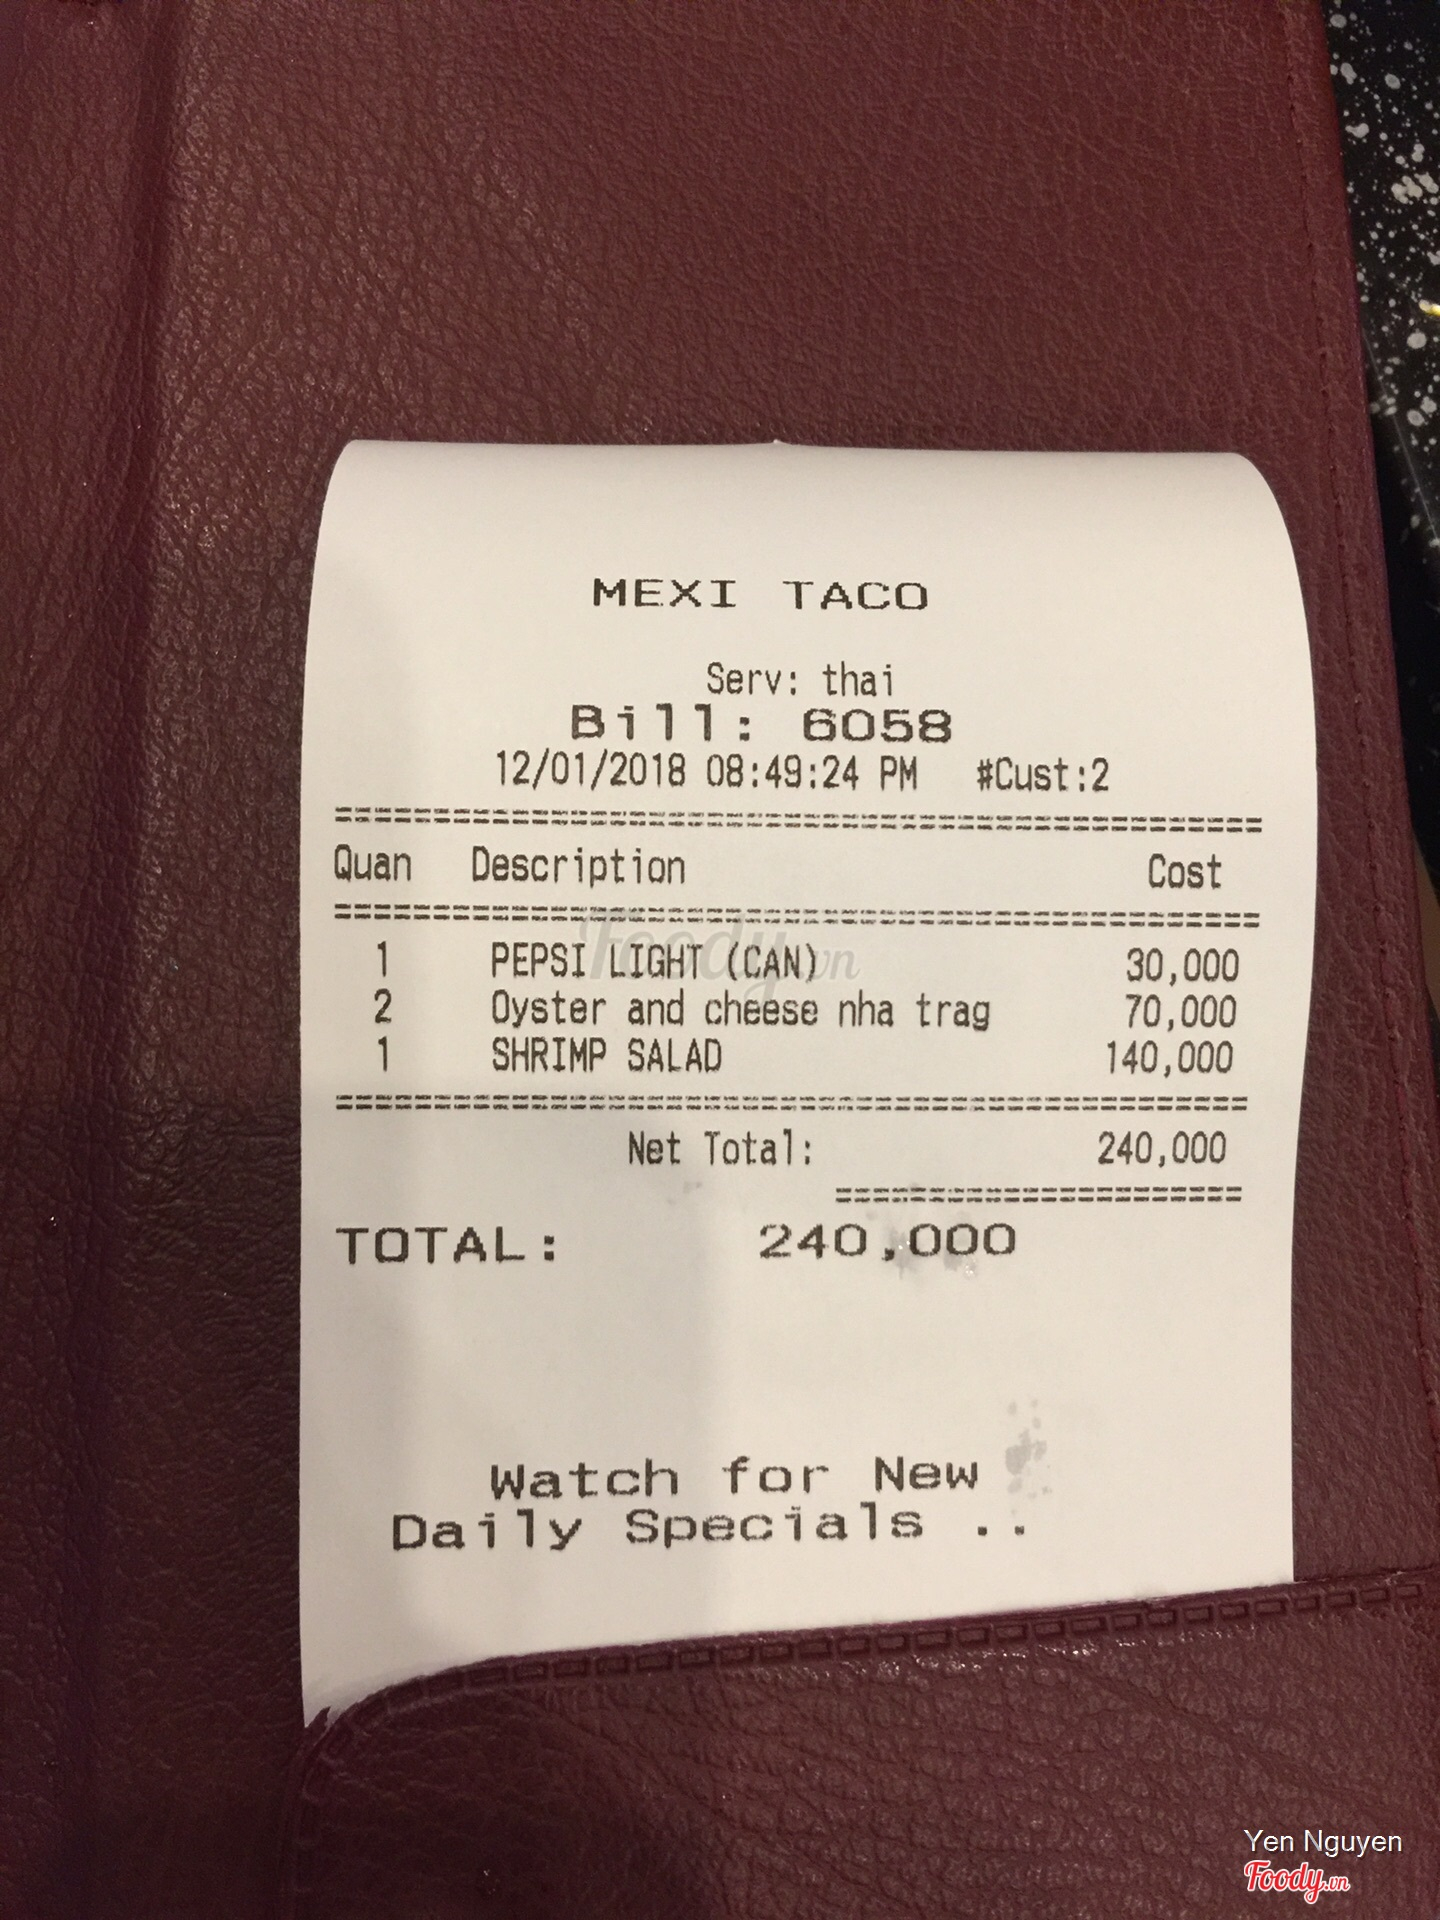 MEXI TACO
Serv: thai
Bill: 6058
12/01/2018 08:49:24 PM #Cust:2
================================================
Quan Description Cost
================================================
1 PEPSI LIGHT (CAN) 30,000
2 Oyster and cheese nha trag 70,000
1 SHRIMP SALAD 140,000
================================================
Net Total: 240,000
=====================
TOTAL: 240,000
Watch for New
Daily Specials ..
Foody.vn
Yen Nguyen
Foody.vn